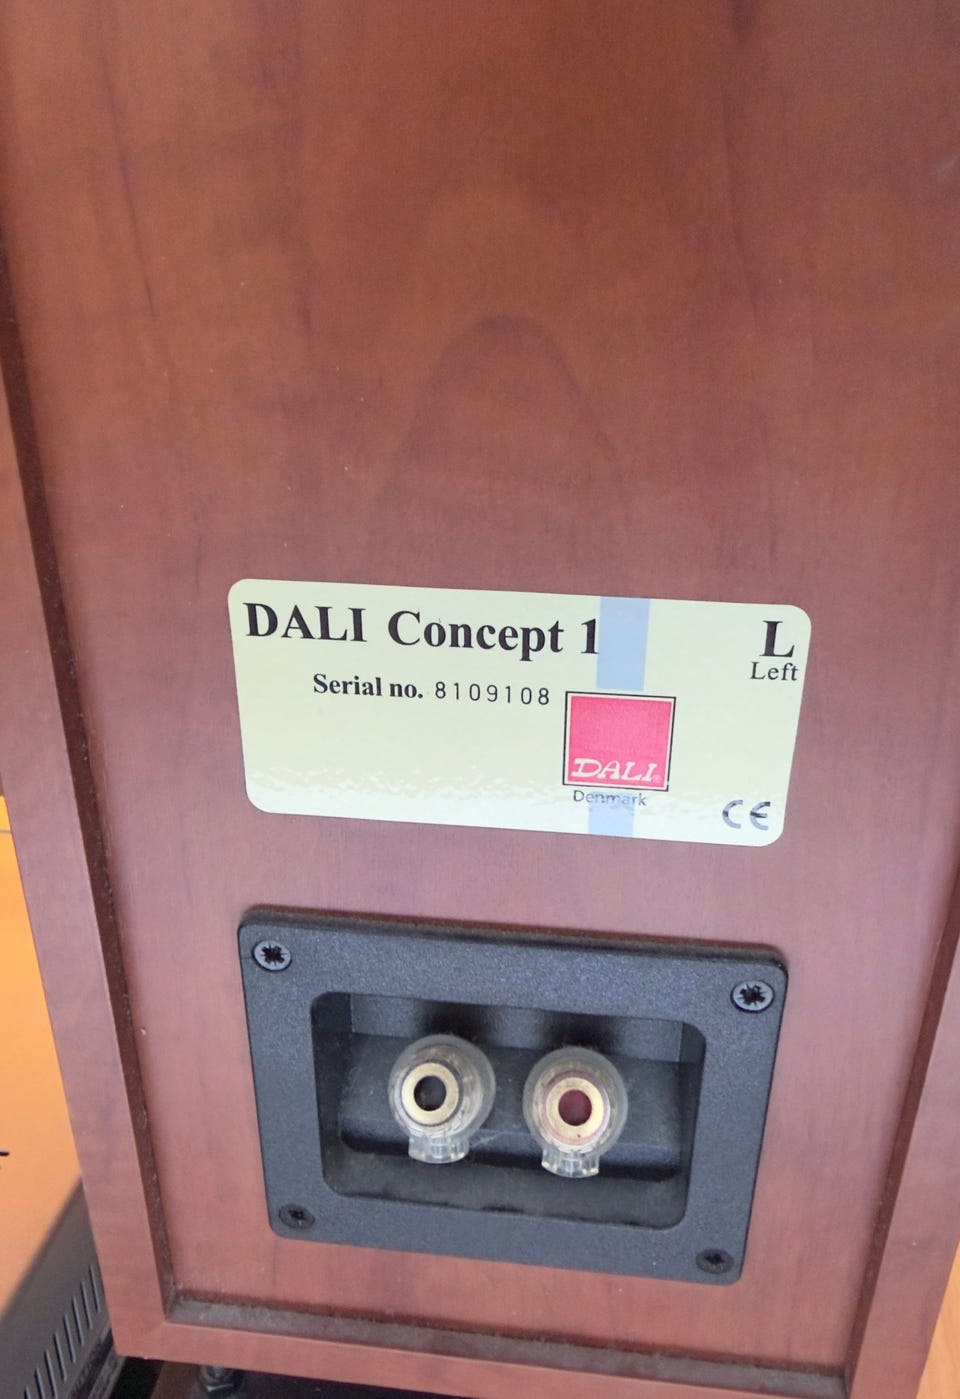 DALI Concept 1
L
Left
Serial no. 8109108
DALI®
Denmark
CE